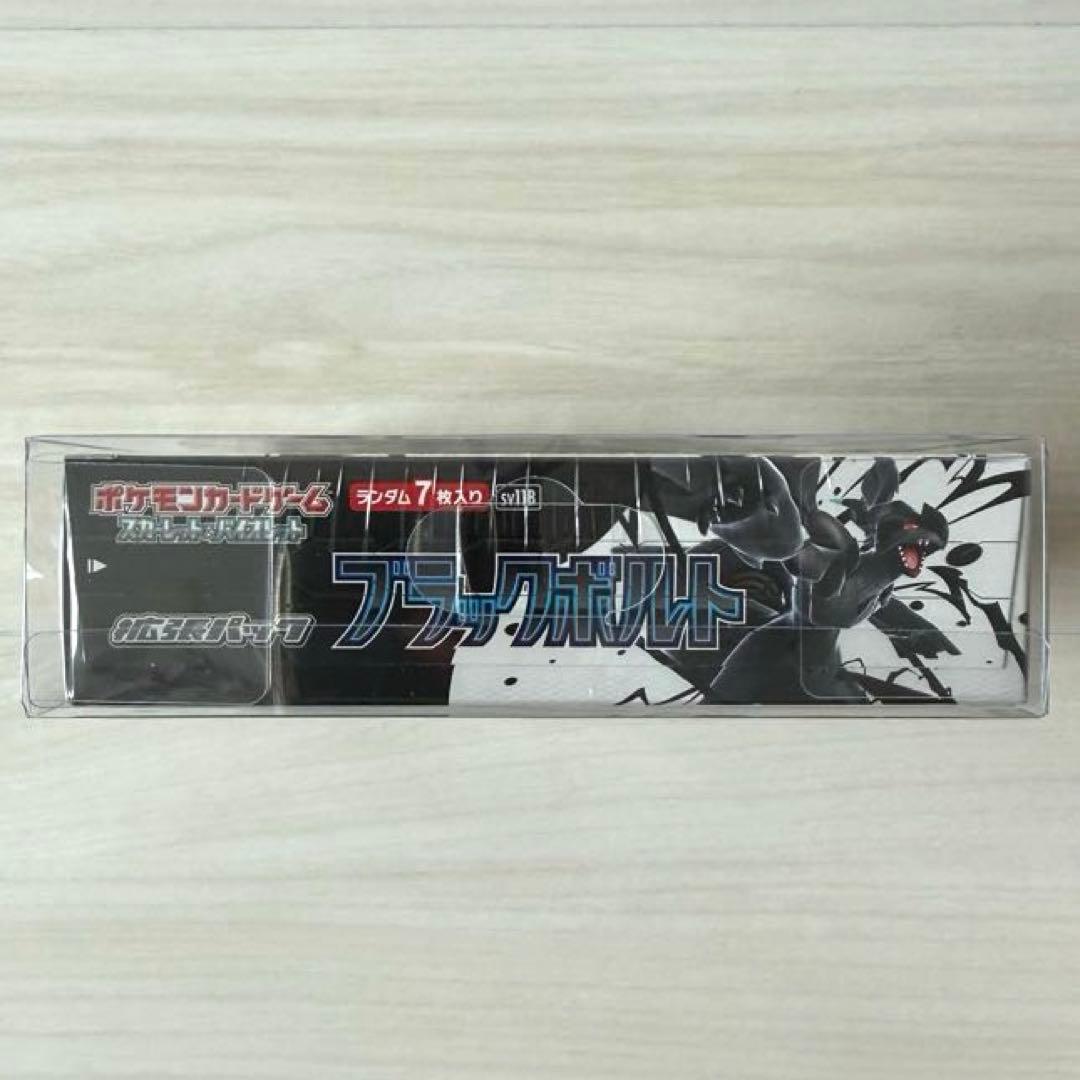 ポケモンカードゲーム
スカーレット&バイオレット
ランダム7枚入り
sv11B
拡張パック
ブラックボルト